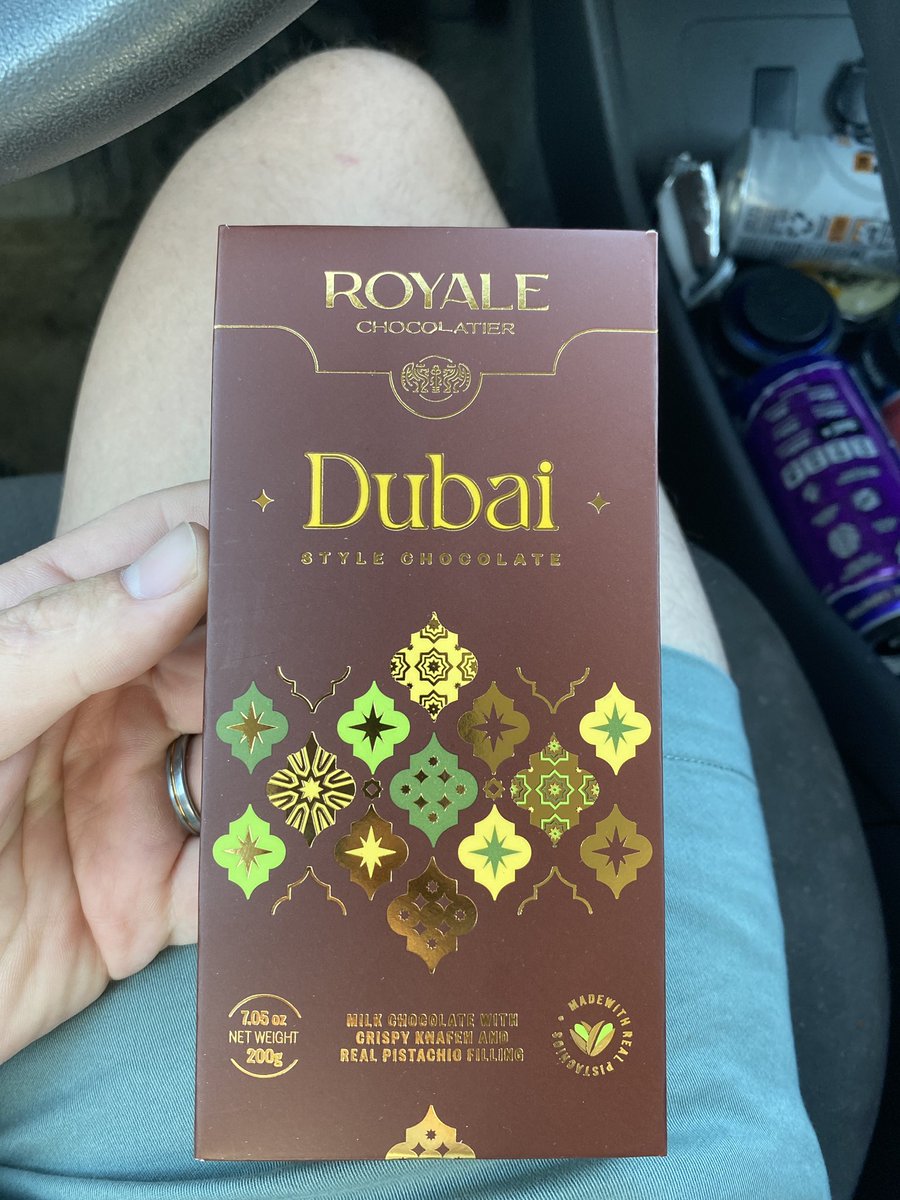 ROYALE
CHOCOLATIER
Dubai
STYLE CHOCOLATE
7.05 oz
NET WEIGHT
200g
MILK CHOCOLATE WITH
CRISPY KNAFEH AND
REAL PISTACHIO FILLING
MADE WITH REAL PISTACHIOS